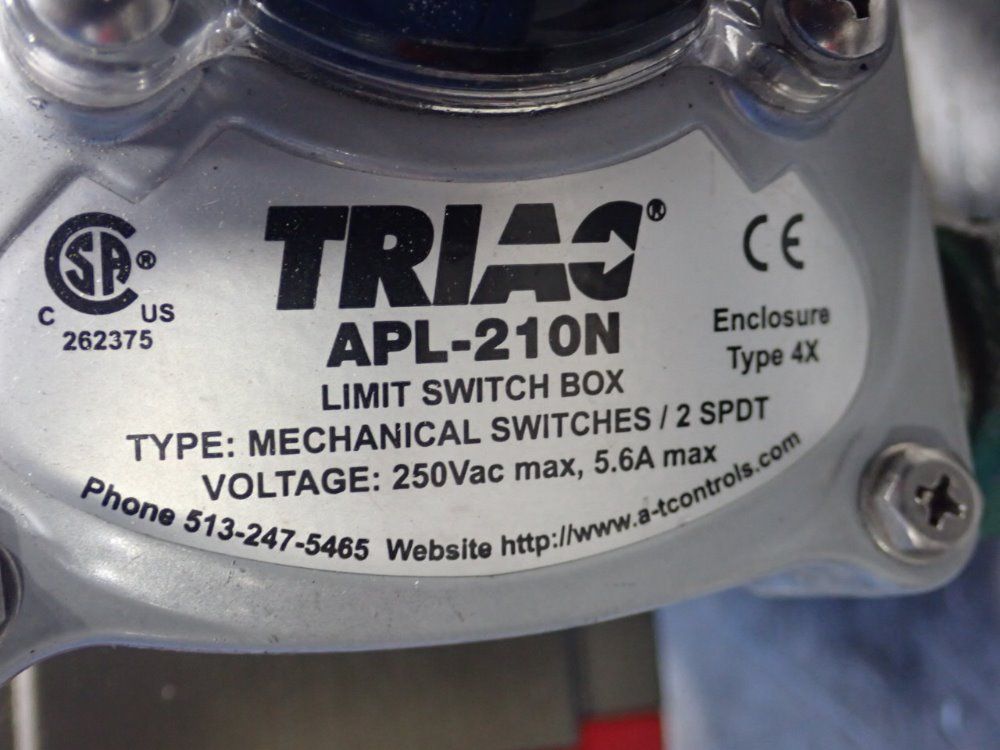 TRIAC®
APL-210N
LIMIT SWITCH BOX
TYPE: MECHANICAL SWITCHES / 2 SPDT
VOLTAGE: 250Vac max, 5.6A max
Phone 513-247-5465 Website http://www.a-tcontrols.com
CSA®
C US
262375
CE
Enclosure
Type 4X